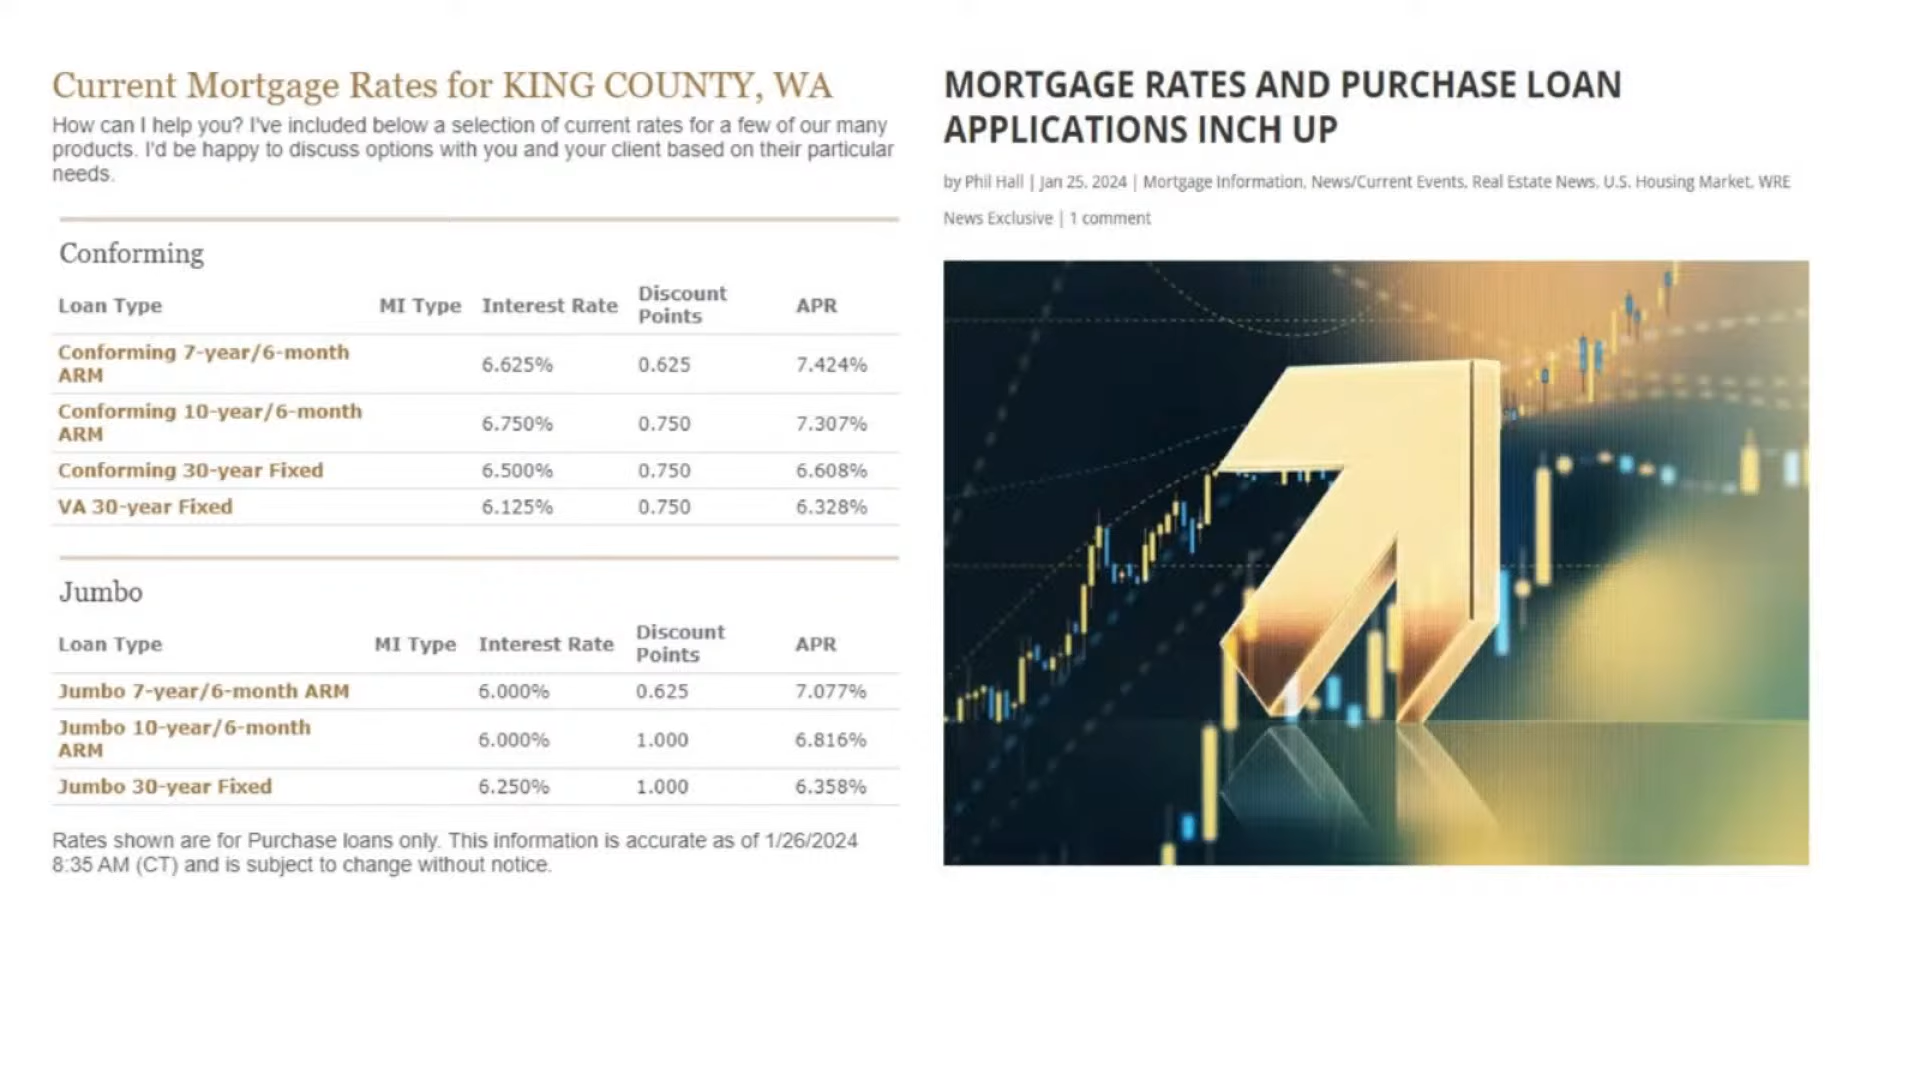 Current Mortgage Rates for KING COUNTY, WA
How can I help you? I've included below a selection of current rates for a few of our many
products. I'd be happy to discuss options with you and your client based on their particular
needs.
Conforming
Loan Type MI Type Interest Rate Discount Points APR
Conforming 7-year/6-month ARM 6.625% 0.625 7.424%
Conforming 10-year/6-month ARM 6.750% 0.750 7.307%
Conforming 30-year Fixed 6.500% 0.750 6.608%
VA 30-year Fixed 6.125% 0.750 6.328%
Jumbo
Loan Type MI Type Interest Rate Discount Points APR
Jumbo 7-year/6-month ARM 6.000% 0.625 7.077%
Jumbo 10-year/6-month ARM 6.000% 1.000 6.816%
Jumbo 30-year Fixed 6.250% 1.000 6.358%
Rates shown are for Purchase loans only. This information is accurate as of 1/26/2024
8:35 AM (CT) and is subject to change without notice.
MORTGAGE RATES AND PURCHASE LOAN
APPLICATIONS INCH UP
by Phil Hall | Jan 25, 2024 | Mortgage Information, News/Current Events, Real Estate News, U.S. Housing Market, WRE
News Exclusive | 1 comment